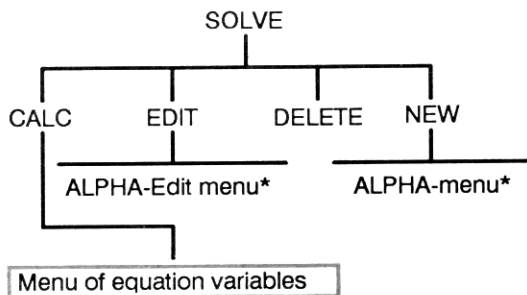 SOLVE
CALC EDIT DELETE NEW
ALPHA-Edit menu* ALPHA-menu*
Menu of equation variables